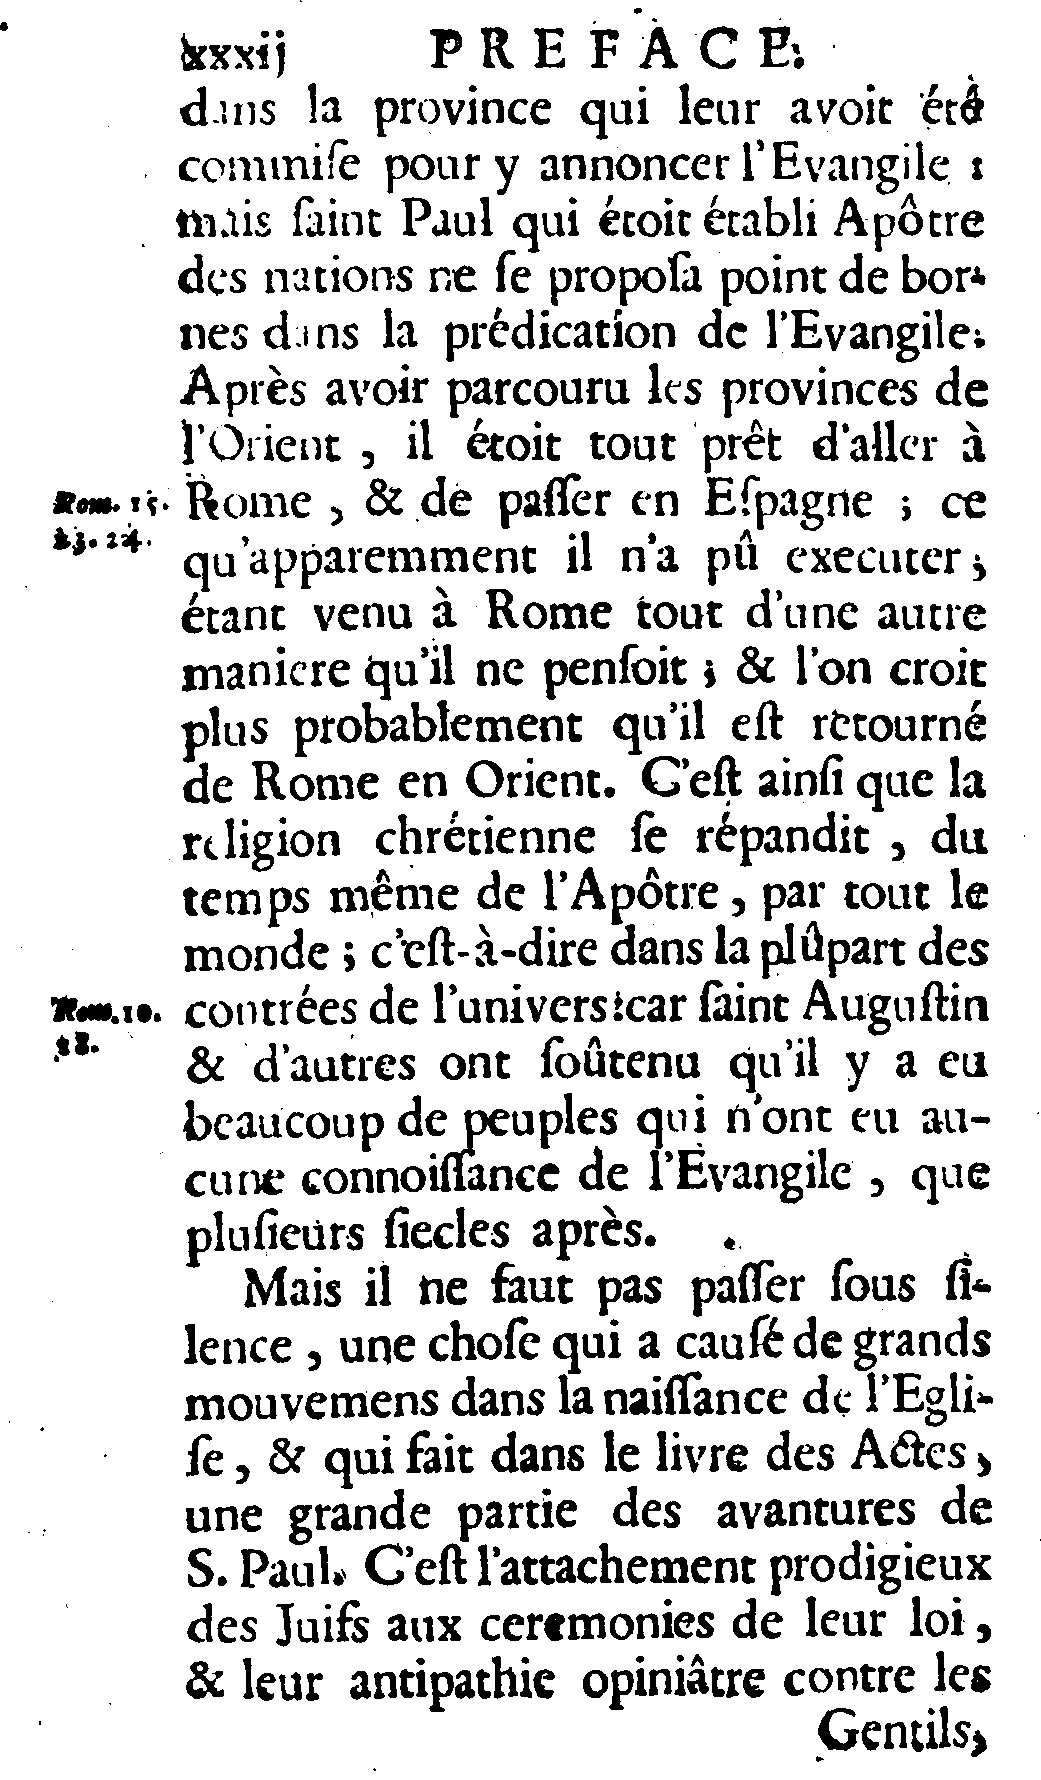 xxxij PREFACE.
dans la province qui leur avoit été
commiſe pour y annoncer l'Evangile :
mais ſaint Paul qui étoit établi Apôtre
des nations ne ſe propoſa point de bor-
nes dans la prédication de l'Evangile.
Après avoir parcouru les provinces de
l'Orient , il étoit tout prêt d'aller à
Rom. 15. Rome , & de paſſer en Eſpagne ; ce
23. 24. qu'apparemment il n'a pû executer ;
étant venu à Rome tout d'une autre
maniere qu'il ne penſoit ; & l'on croit
plus probablement qu'il eſt retourné
de Rome en Orient. C'eſt ainſi que la
religion chrétienne ſe répandit , du
temps même de l'Apôtre , par tout le
monde ; c'eſt-à-dire dans la plûpart des
Rom. 10. contrées de l'univers : car ſaint Auguſtin
18. & d'autres ont ſoûtenu qu'il y a eu
beaucoup de peuples qui n'ont eu au-
cune connoiſſance de l'Evangile , que
pluſieurs ſiecles après.
Mais il ne faut pas paſſer ſous ſi-
lence , une choſe qui a cauſé de grands
mouvemens dans la naiſſance de l'Egli-
ſe , & qui fait dans le livre des Actes ,
une grande partie des avantures de
S. Paul. C'eſt l'attachement prodigieux
des Juifs aux ceremonies de leur loi ,
& leur antipathie opiniâtre contre les
Gentils,